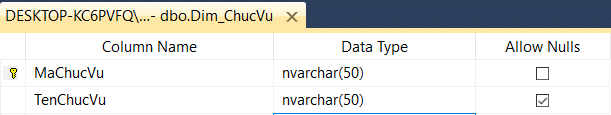 DESKTOP-KC6PVFQ\...- dbo.Dim_ChucVu
Column Name Data Type Allow Nulls
MaChucVu nvarchar(50)
TenChucVu nvarchar(50)